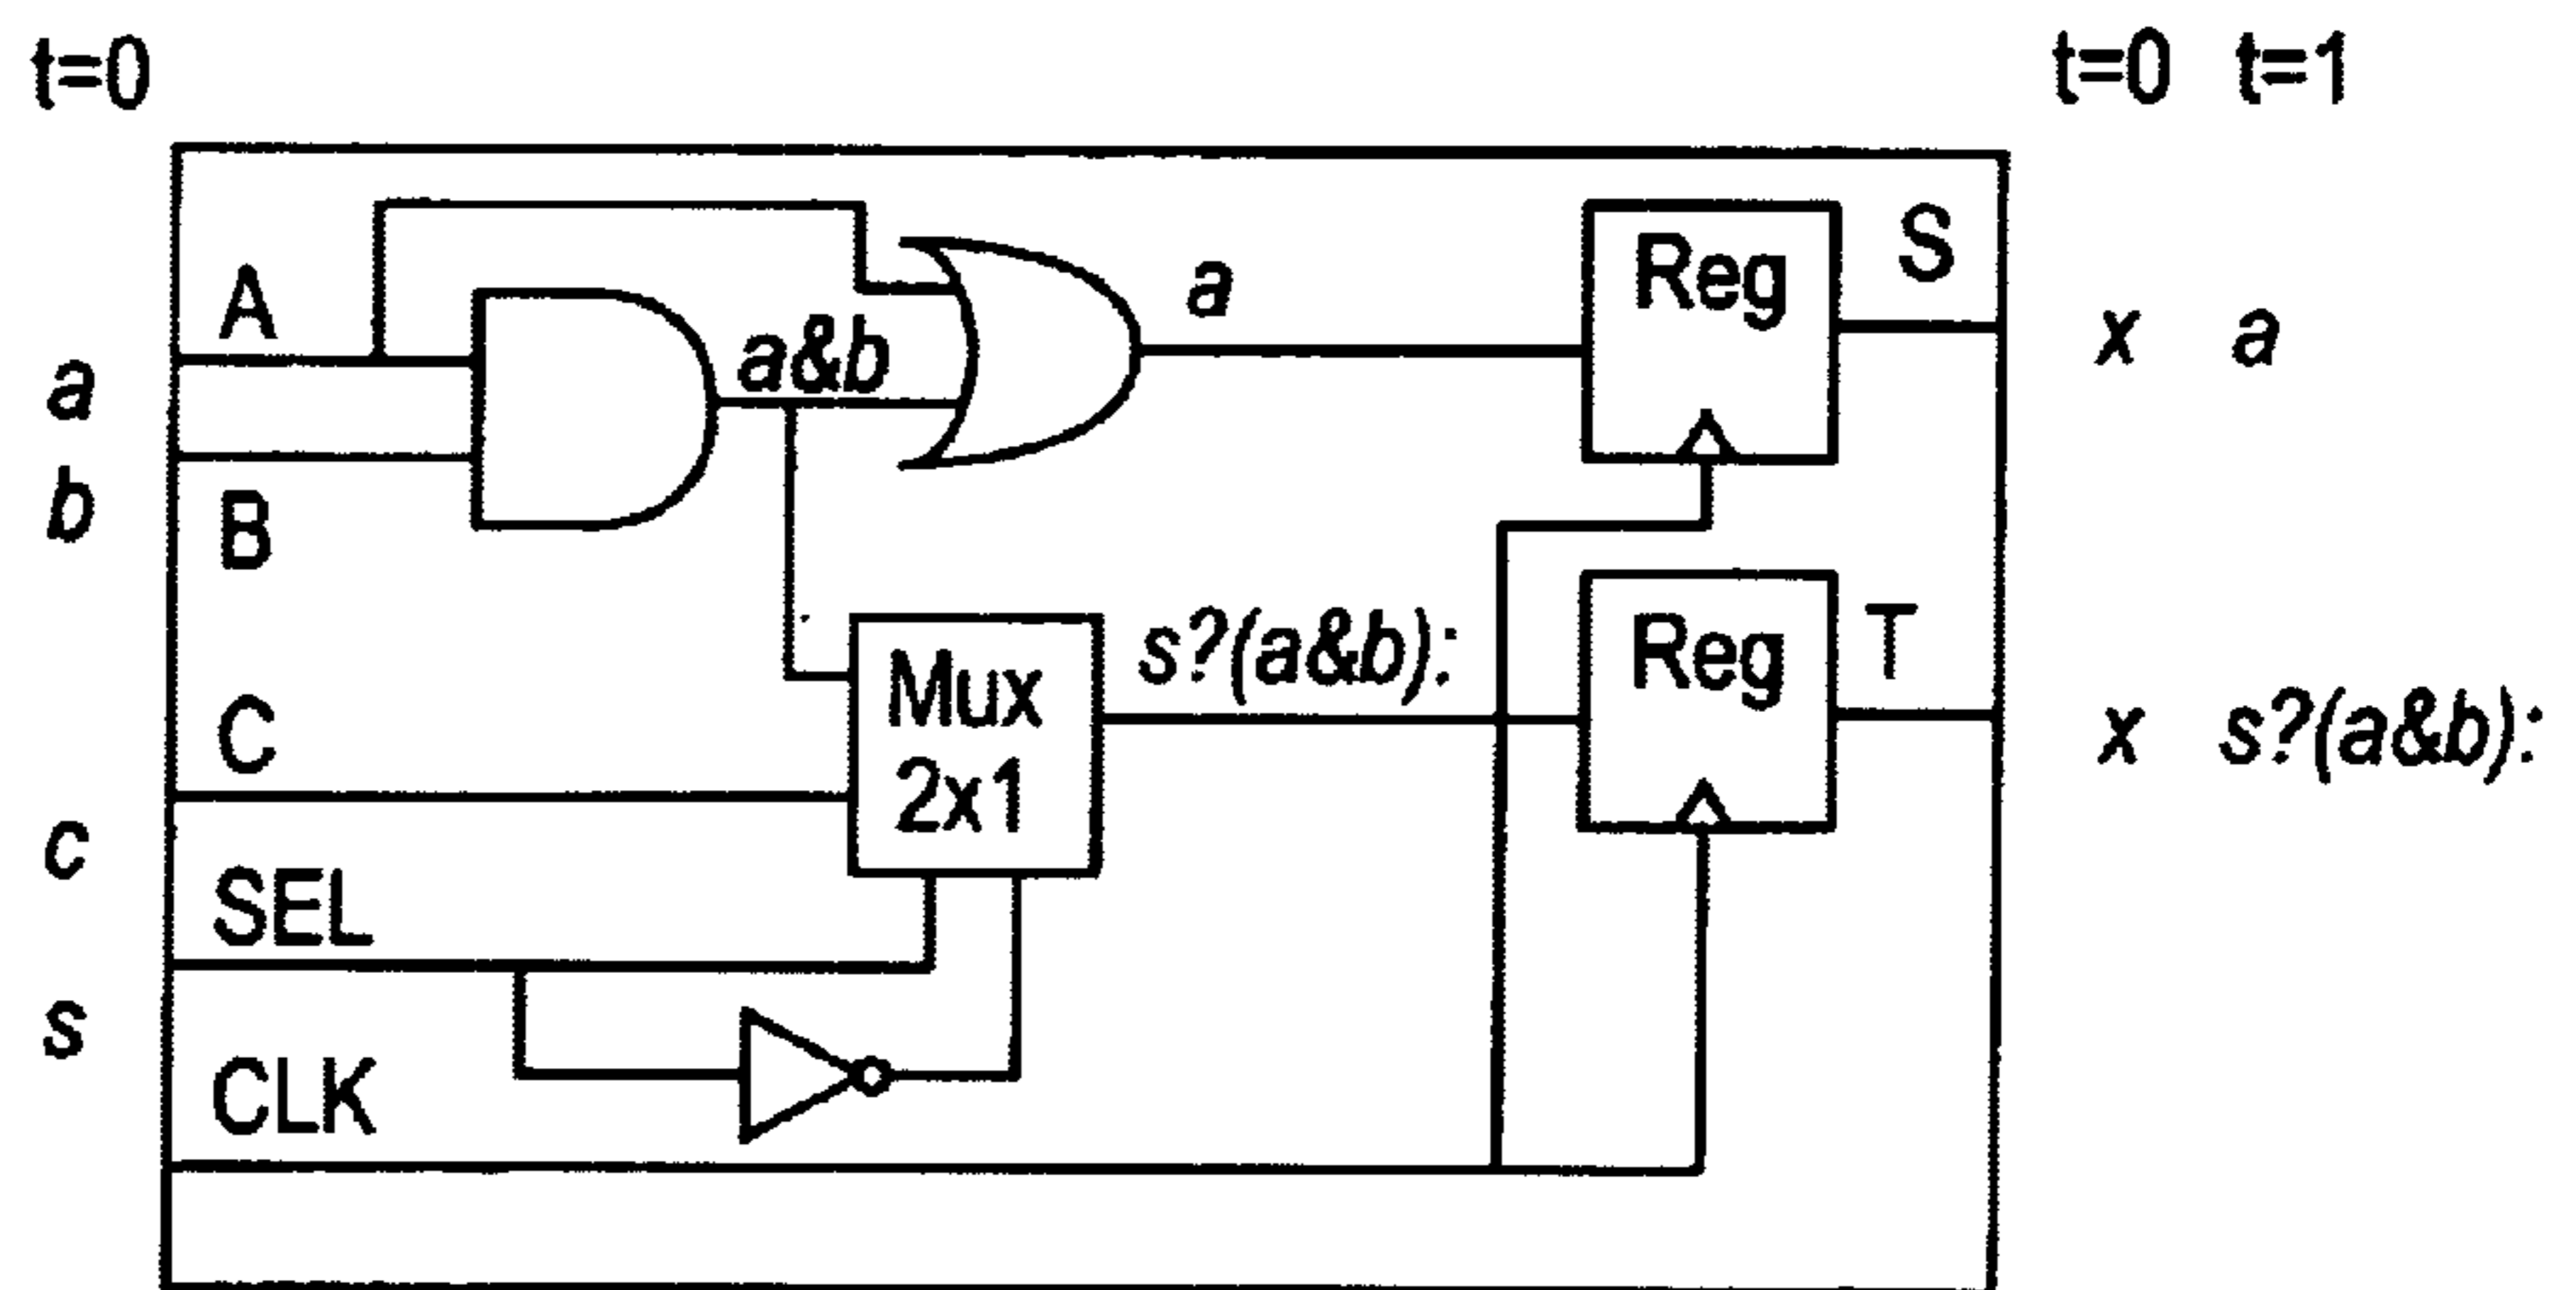 t=0
t=0 t=1
A
a&b
a
Reg
S
a
x a
b
B
C
Mux
2x1
s?(a&b):
Reg
T
x s?(a&b):
c
SEL
s
CLK